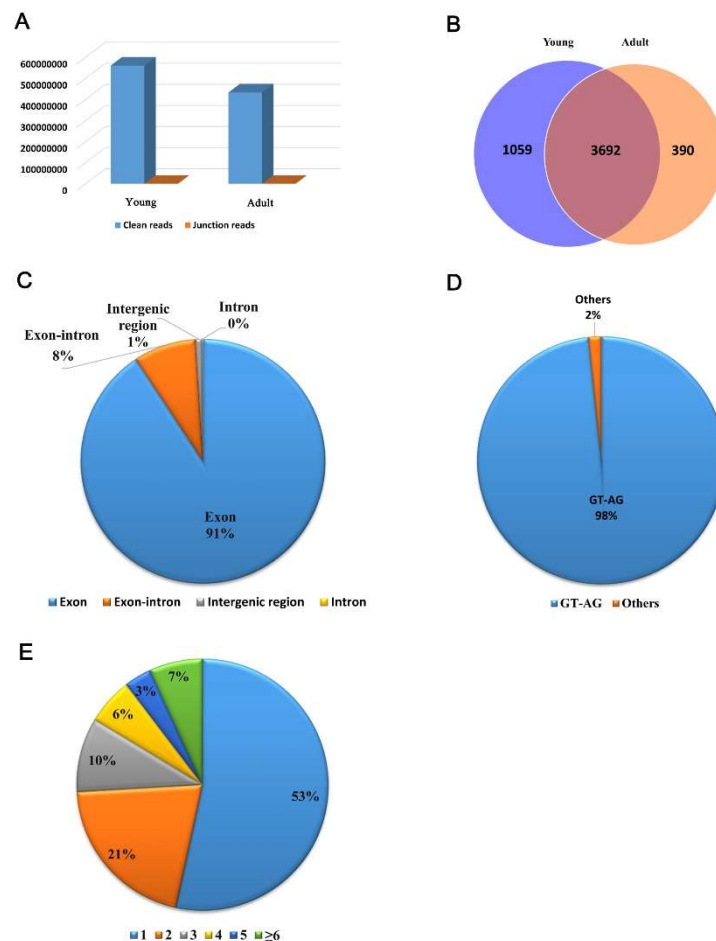 A
600000000
500000000
400000000
300000000
200000000
100000000
0
Young
Adult
Clean reads
Junction reads
B
Young
Adult
1059
3692
390
C
Intergenic
region
1%
Intron
0%
Exon-intron
8%
Exon
91%
Exon
Exon-intron
Intergenic region
Intron
D
Others
2%
GT-AG
98%
GT-AG
Others
E
7%
3%
6%
10%
21%
53%
1
2
3
4
5
≥6